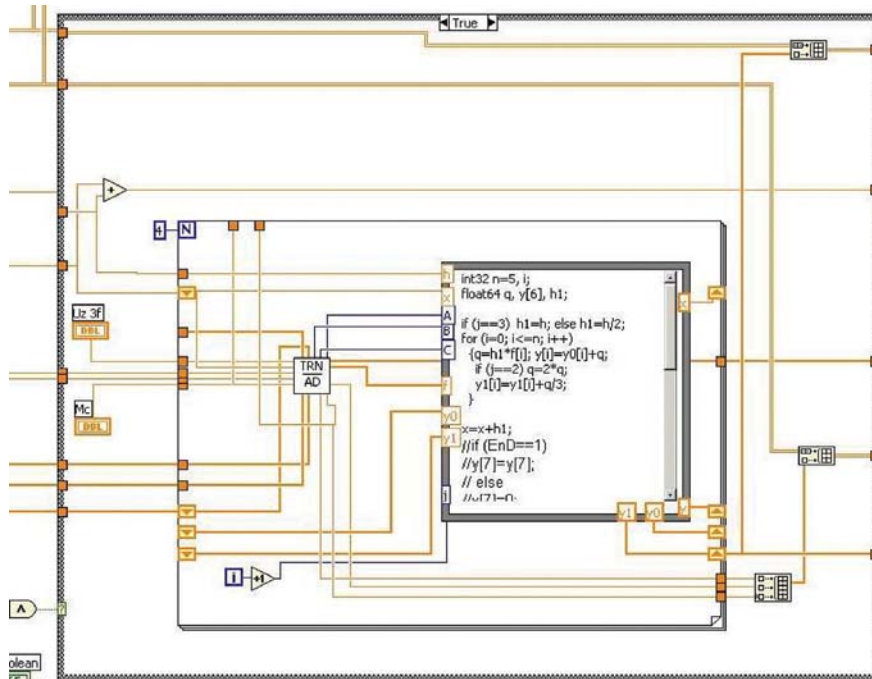 True
4
N
Uz 3f
DBL
Mc
DBL
TRN
AD
h
x
A
B
C
f
y0
y1
j
int32 n=5, i;
float64 q, y[6], h1;
if (j==3) h1=h; else h1=h/2;
for (i=0; i<=n; i++)
{q=h1*f[i]; y[i]=y0[i]+q;
if (j==2) q=2*q;
y1[i]=y1[i]+q/3;
}
x=x+h1;
//if (EnD==1)
//y[7]=y[7];
// else
//y[7]=0;
x
y
y1
y0
i
+1
+
?
olean